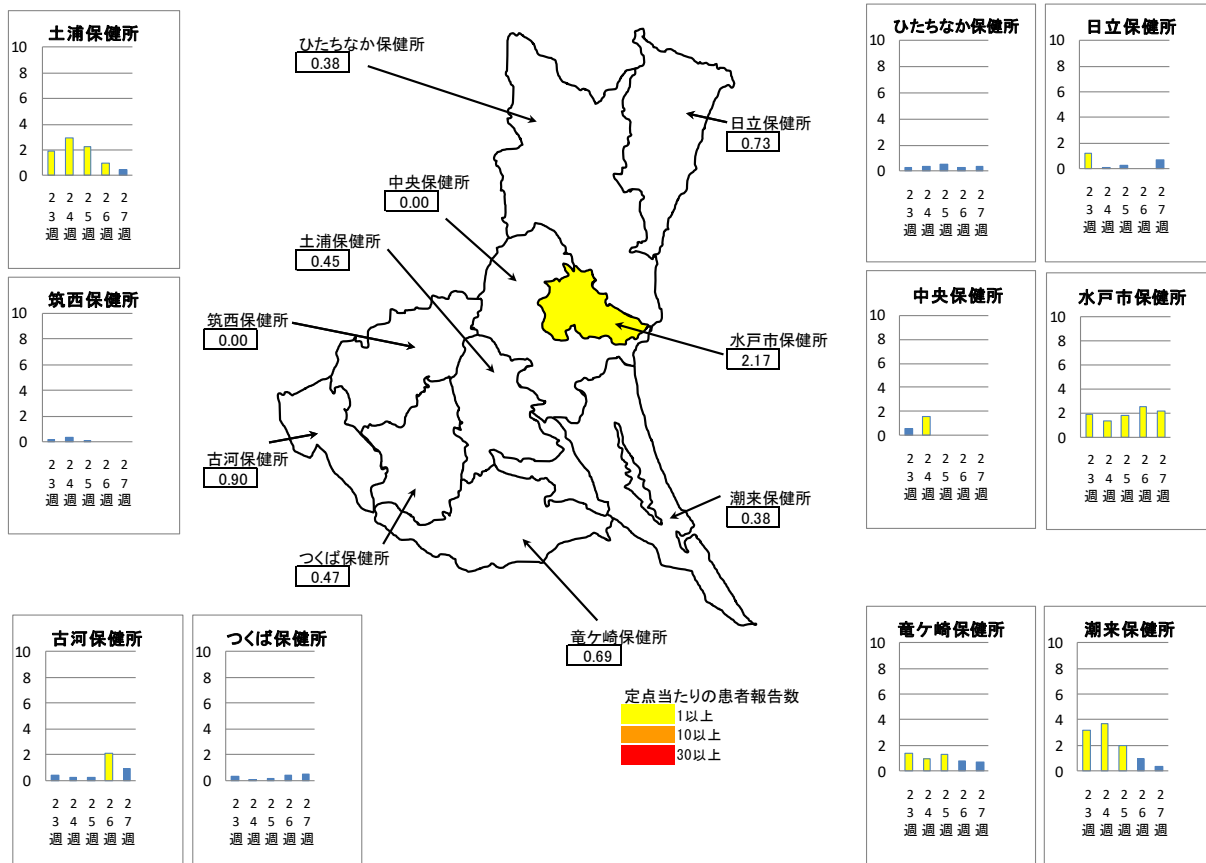 土浦保健所
10
8
6
4
2
0
23週
24週
25週
26週
27週
筑西保健所
10
8
6
4
2
0
23週
24週
25週
26週
27週
古河保健所
10
8
6
4
2
0
23週
24週
25週
26週
27週
つくば保健所
10
8
6
4
2
0
23週
24週
25週
26週
27週
ひたちなか保健所
0.38
日立保健所
0.73
中央保健所
0.00
土浦保健所
0.45
筑西保健所
0.00
水戸市保健所
2.17
古河保健所
0.90
潮来保健所
0.38
つくば保健所
0.47
竜ケ崎保健所
0.69
定点当たりの患者報告数
1以上
10以上
30以上
ひたちなか保健所
10
8
6
4
2
0
23週
24週
25週
26週
27週
日立保健所
10
8
6
4
2
0
23週
24週
25週
26週
27週
中央保健所
10
8
6
4
2
0
23週
24週
25週
26週
27週
水戸市保健所
10
8
6
4
2
0
23週
24週
25週
26週
27週
竜ケ崎保健所
10
8
6
4
2
0
23週
24週
25週
26週
27週
潮来保健所
10
8
6
4
2
0
23週
24週
25週
26週
27週